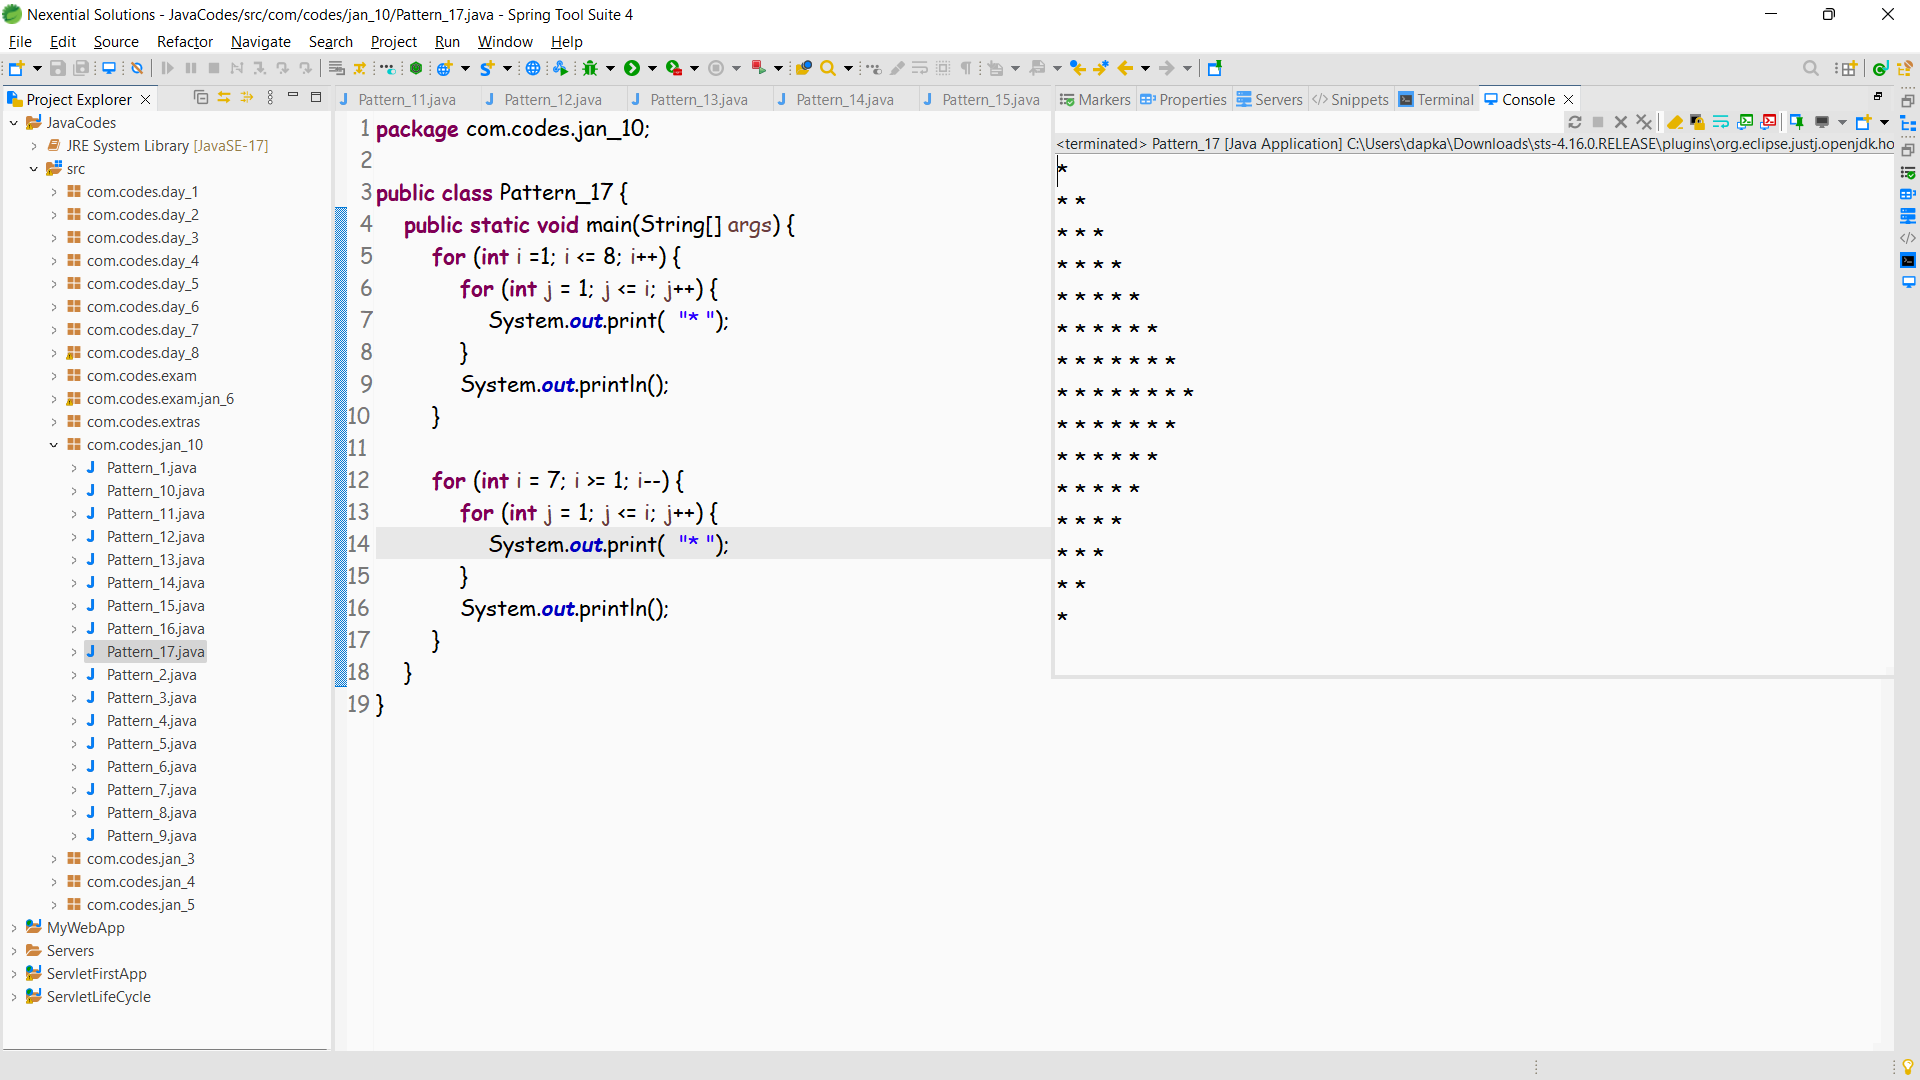 Nexential Solutions - JavaCodes/src/com/codes/jan_10/Pattern_17.java - Spring Tool Suite 4
File Edit Source Refactor Navigate Search Project Run Window Help
Project Explorer
JavaCodes
JRE System Library [JavaSE-17]
src
com.codes.day_1
com.codes.day_2
com.codes.day_3
com.codes.day_4
com.codes.day_5
com.codes.day_6
com.codes.day_7
com.codes.day_8
com.codes.exam
com.codes.exam.jan_6
com.codes.extras
com.codes.jan_10
Pattern_1.java
Pattern_10.java
Pattern_11.java
Pattern_12.java
Pattern_13.java
Pattern_14.java
Pattern_15.java
Pattern_16.java
Pattern_17.java
Pattern_2.java
Pattern_3.java
Pattern_4.java
Pattern_5.java
Pattern_6.java
Pattern_7.java
Pattern_8.java
Pattern_9.java
com.codes.jan_3
com.codes.jan_4
com.codes.jan_5
MyWebApp
Servers
ServletFirstApp
ServletLifeCycle
Pattern_11.java Pattern_12.java Pattern_13.java Pattern_14.java Pattern_15.java
1 package com.codes.jan_10;
2
3 public class Pattern_17 {
4 public static void main(String[] args) {
5 for (int i =1; i <= 8; i++) {
6 for (int j = 1; j <= i; j++) {
7 System.out.print(  "* ");
8 }
9 System.out.println();
10 }
11
12 for (int i = 7; i >= 1; i--) {
13 for (int j = 1; j <= i; j++) {
14 System.out.print(  "* ");
15 }
16 System.out.println();
17 }
18 }
19 }
Markers Properties Servers Snippets Terminal Console
<terminated> Pattern_17 [Java Application] C:\Users\dapka\Downloads\sts-4.16.0.RELEASE\plugins\org.eclipse.justj.openjdk.ho
*
* *
* * *
* * * *
* * * * *
* * * * * *
* * * * * * *
* * * * * * * *
* * * * * * *
* * * * * *
* * * * *
* * * *
* * *
* *
*